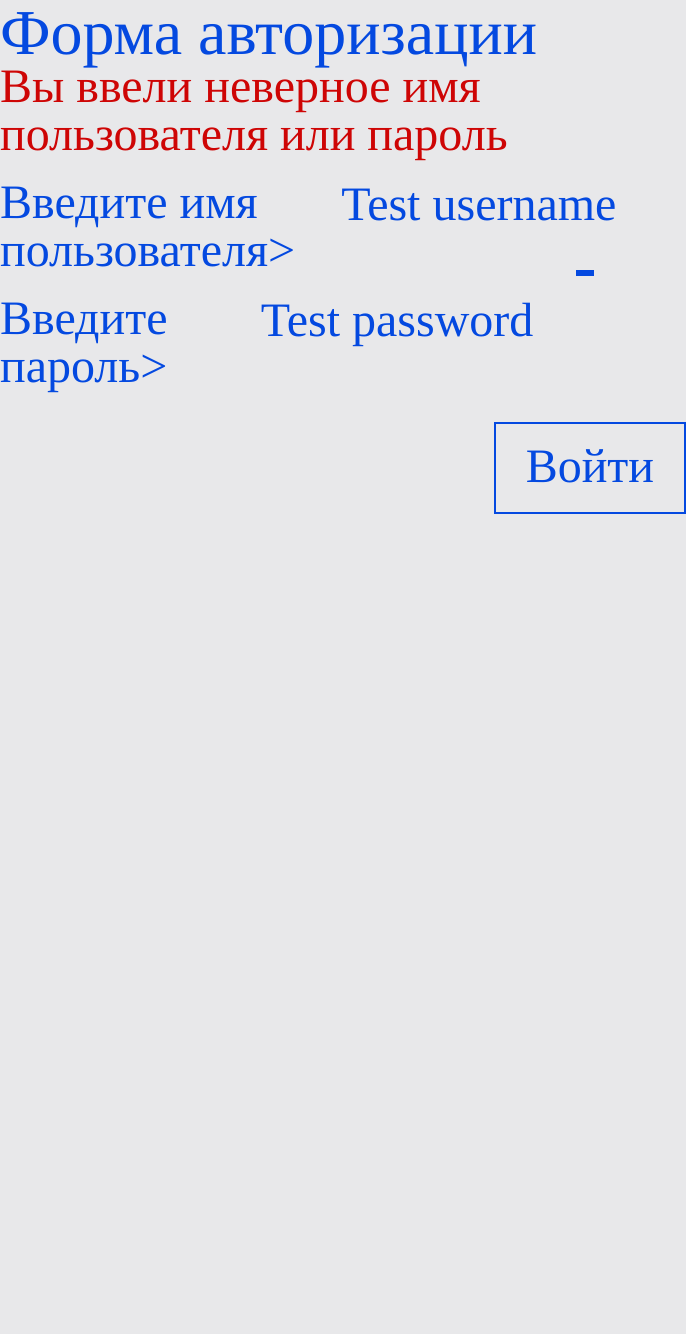 Форма авторизации
Вы ввели неверное имя
пользователя или пароль
Введите имя
пользователя>
Test username
Введите
пароль>
Test password
Войти